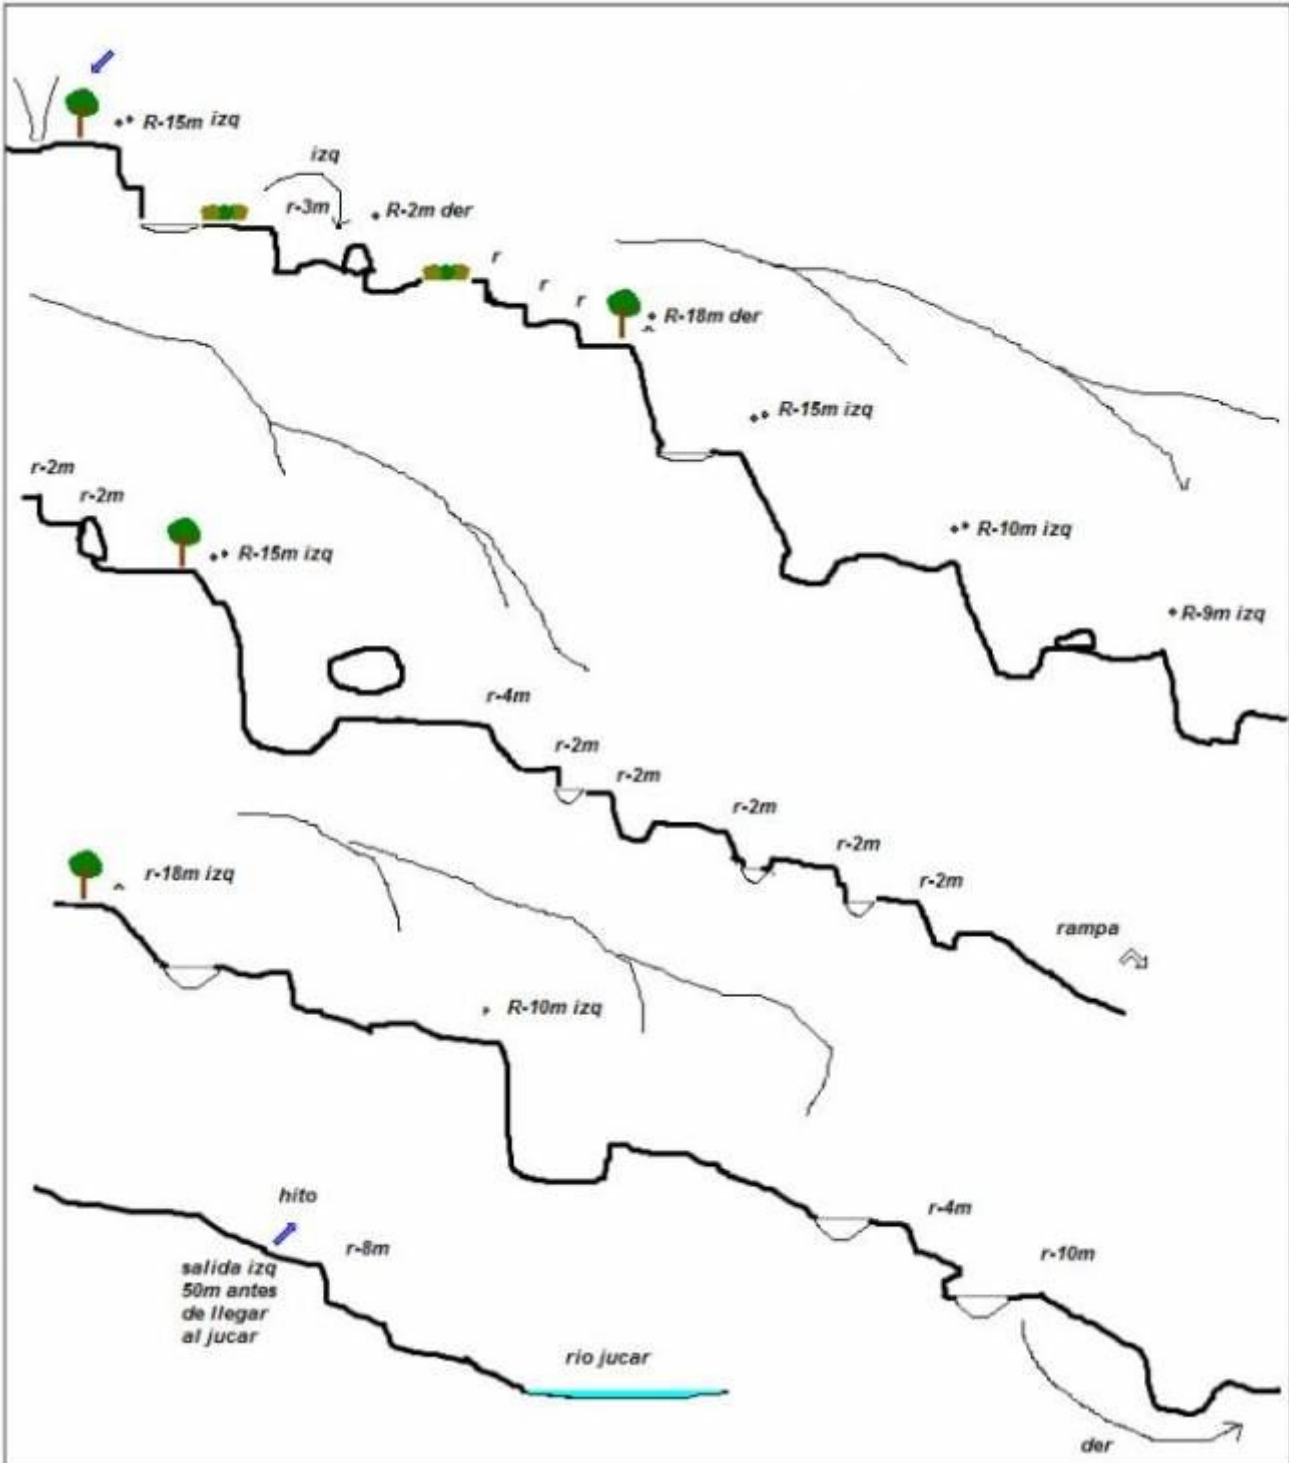 R-15m izq
izq
r-3m
R-2m der
r
r
r
R-18m der
R-15m izq
R-10m izq
R-9m izq
r-2m
r-2m
R-15m izq
r-4m
r-2m
r-2m
r-2m
r-2m
r-2m
rampa
r-18m izq
R-10m izq
r-4m
r-10m
der
hito
salida izq
50m antes
de llegar
al jucar
r-8m
rio jucar